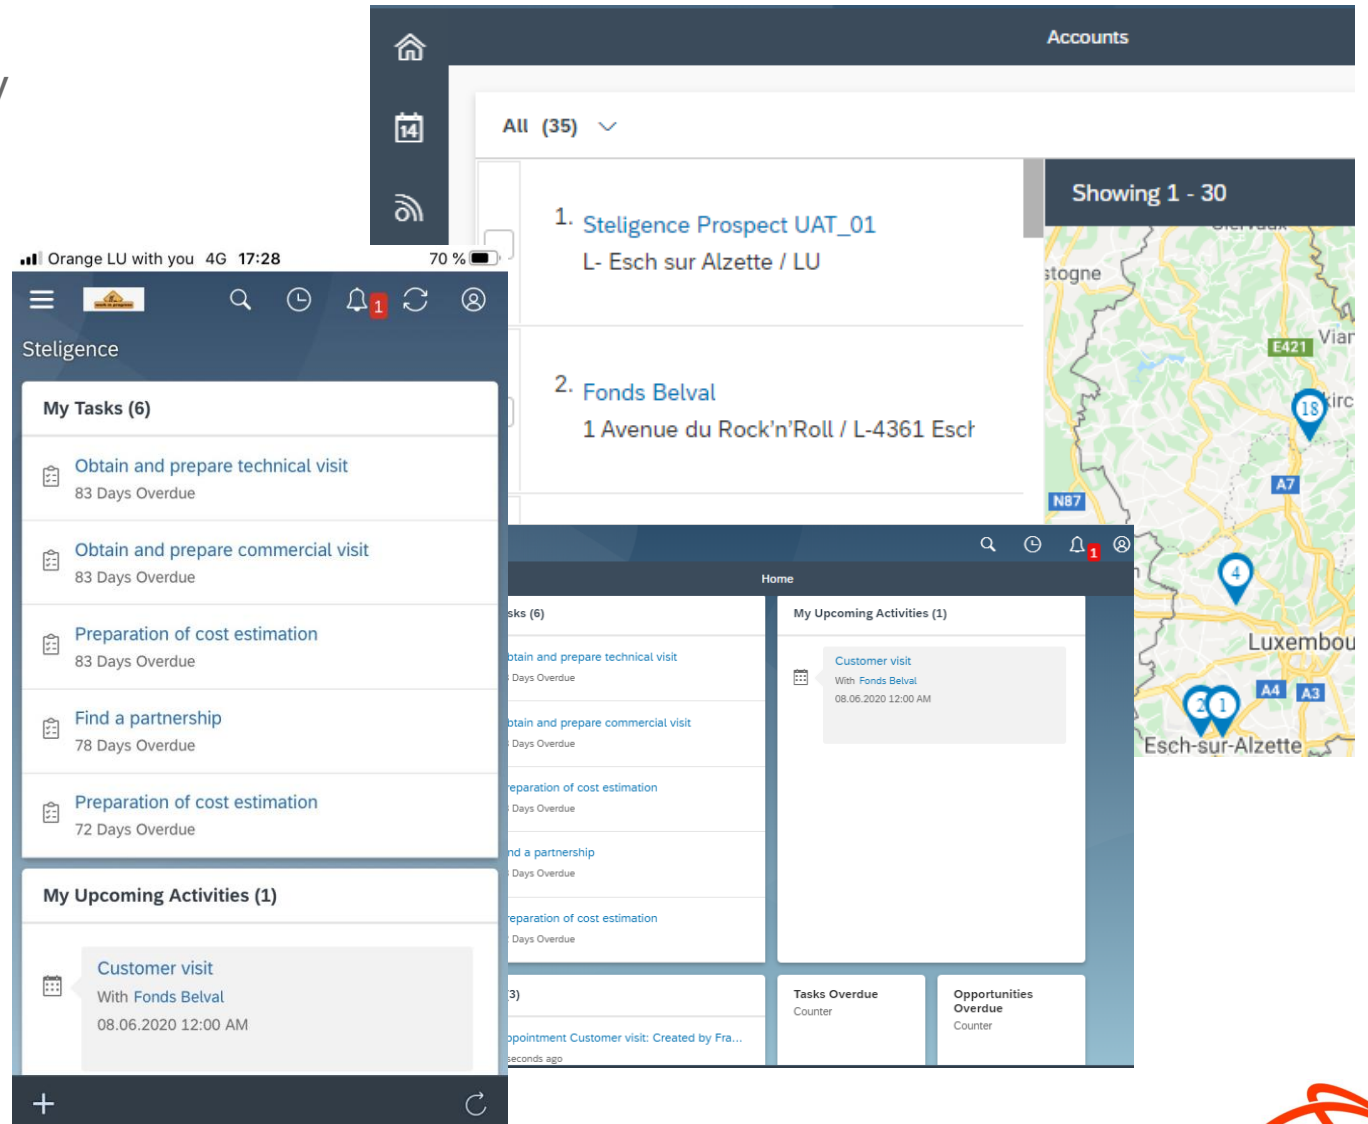 y
Accounts
14
All (35)
Showing 1 - 30
1. Steligence Prospect UAT_01
L- Esch sur Alzette / LU
2. Fonds Belval
1 Avenue du Rock'n'Roll / L-4361 Esch
stogne
E421
Vian
18
kirc
A7
N87
4
Luxembou
A4
A3
2
1
Esch-sur-Alzette
Orange LU with you 4G 17:28
70 %
1
Steligence
My Tasks (6)
Obtain and prepare technical visit
83 Days Overdue
Obtain and prepare commercial visit
83 Days Overdue
Preparation of cost estimation
83 Days Overdue
Find a partnership
78 Days Overdue
Preparation of cost estimation
72 Days Overdue
My Upcoming Activities (1)
Customer visit
With Fonds Belval
08.06.2020 12:00 AM
1
Home
sks (6)
btain and prepare technical visit
Days Overdue
btain and prepare commercial visit
Days Overdue
reparation of cost estimation
Days Overdue
nd a partnership
Days Overdue
reparation of cost estimation
Days Overdue
My Upcoming Activities (1)
Customer visit
With Fonds Belval
08.06.2020 12:00 AM
(3)
ppointment Customer visit: Created by Fra...
seconds ago
Tasks Overdue
Counter
Opportunities
Overdue
Counter